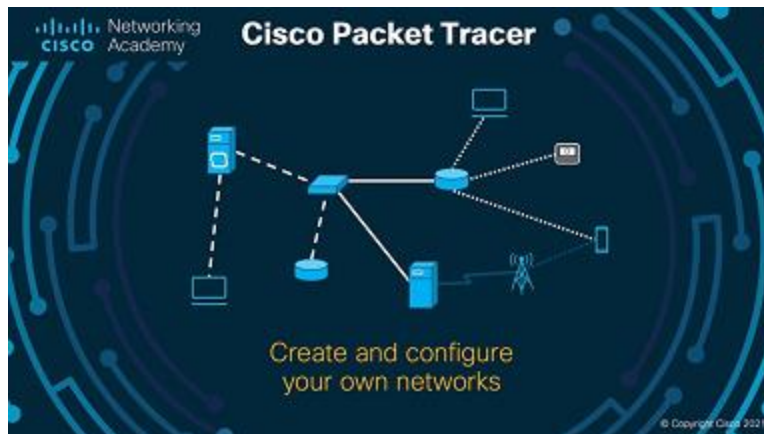 Networking
CISCO Academy
Cisco Packet Tracer
Create and configure
your own networks
© Copyright Cisco 2021